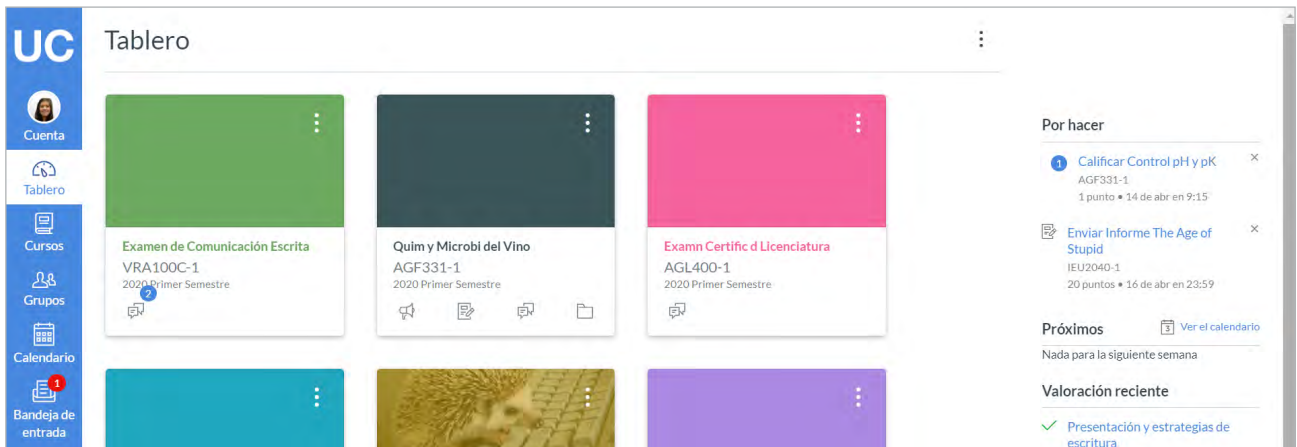 UC
Cuenta
Tablero
Cursos
Grupos
Calendario
1
Bandeja de
entrada
Tablero
Examen de Comunicación Escrita
VRA100C-1
2020 Primer Semestre
2
Quim y Microbi del Vino
AGF331-1
2020 Primer Semestre
Examn Certific d Licenciatura
AGL400-1
2020 Primer Semestre
Por hacer
1 Calificar Control pH y pK
AGF331-1
1 punto • 14 de abr en 9:15
Enviar Informe The Age of
Stupid
IEU2040-1
20 puntos • 16 de abr en 23:59
Próximos
3 Ver el calendario
Nada para la siguiente semana
Valoración reciente
Presentación y estrategias de
escritura